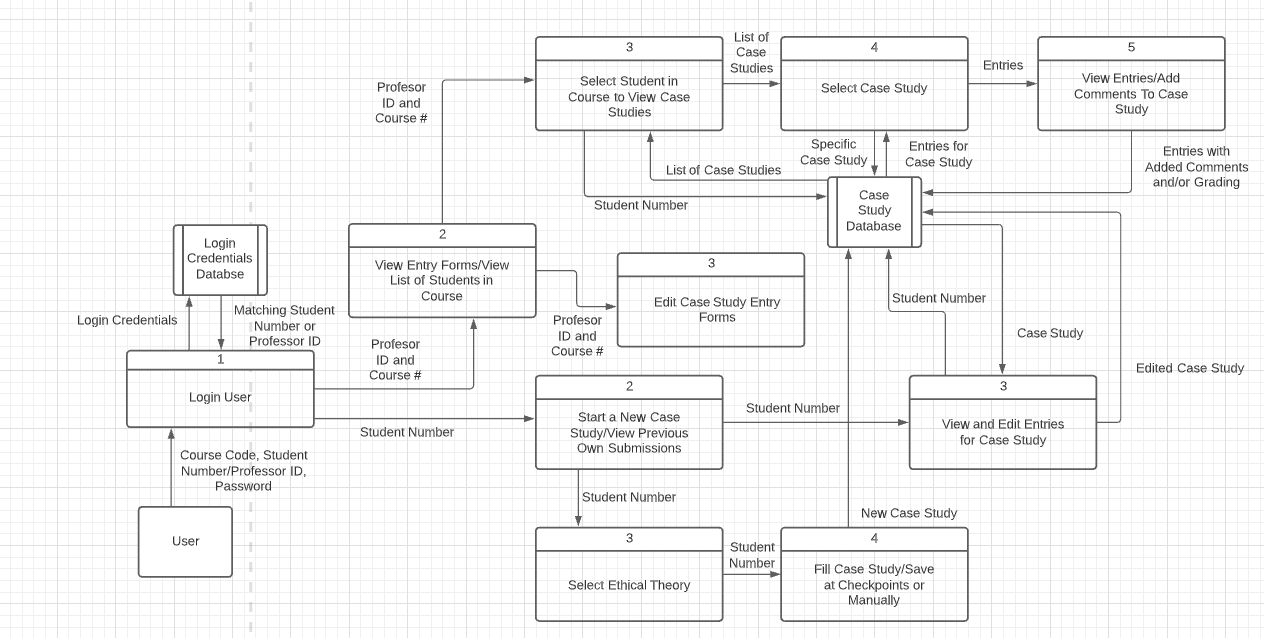 3
Select Student in
Course to View Case
Studies
List of
Case
Studies
4
Select Case Study
Entries
5
View Entries/Add
Comments To Case
Study
Profesor
ID and
Course #
Specific
Case Study
Entries for
Case Study
Entries with
Added Comments
and/or Grading
List of Case Studies
Student Number
Case
Study
Database
Login
Credentials
Databse
2
View Entry Forms/View
List of Students in
Course
3
Edit Case Study Entry
Forms
Student Number
Login Credentials
Matching Student
Number or
Professor ID
Profesor
ID and
Course #
Profesor
ID and
Course #
Case Study
Edited Case Study
1
Login User
2
Start a New Case
Study/View Previous
Own Submissions
Student Number
3
View and Edit Entries
for Case Study
Student Number
Course Code, Student
Number/Professor ID,
Password
Student Number
New Case Study
User
3
Select Ethical Theory
Student
Number
4
Fill Case Study/Save
at Checkpoints or
Manually